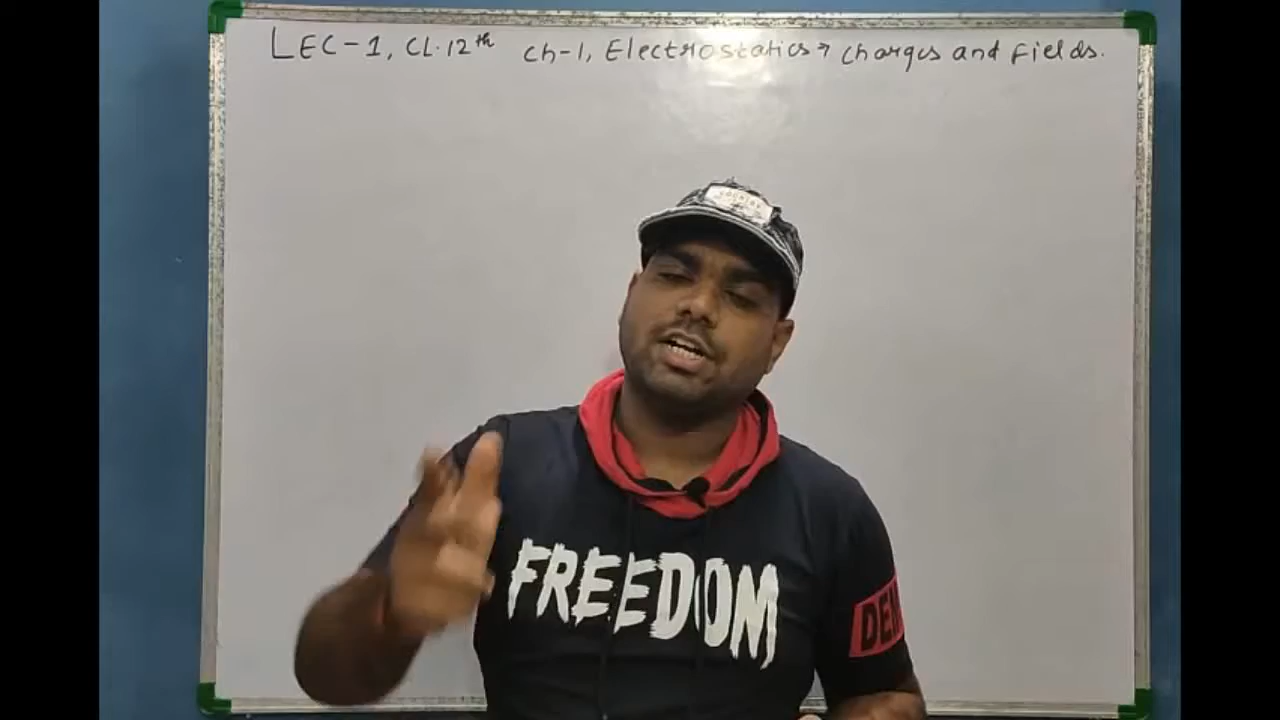 LEC-1, CL.12th Ch-1, Electrostatics → Charges and Fields.
FREEDOM